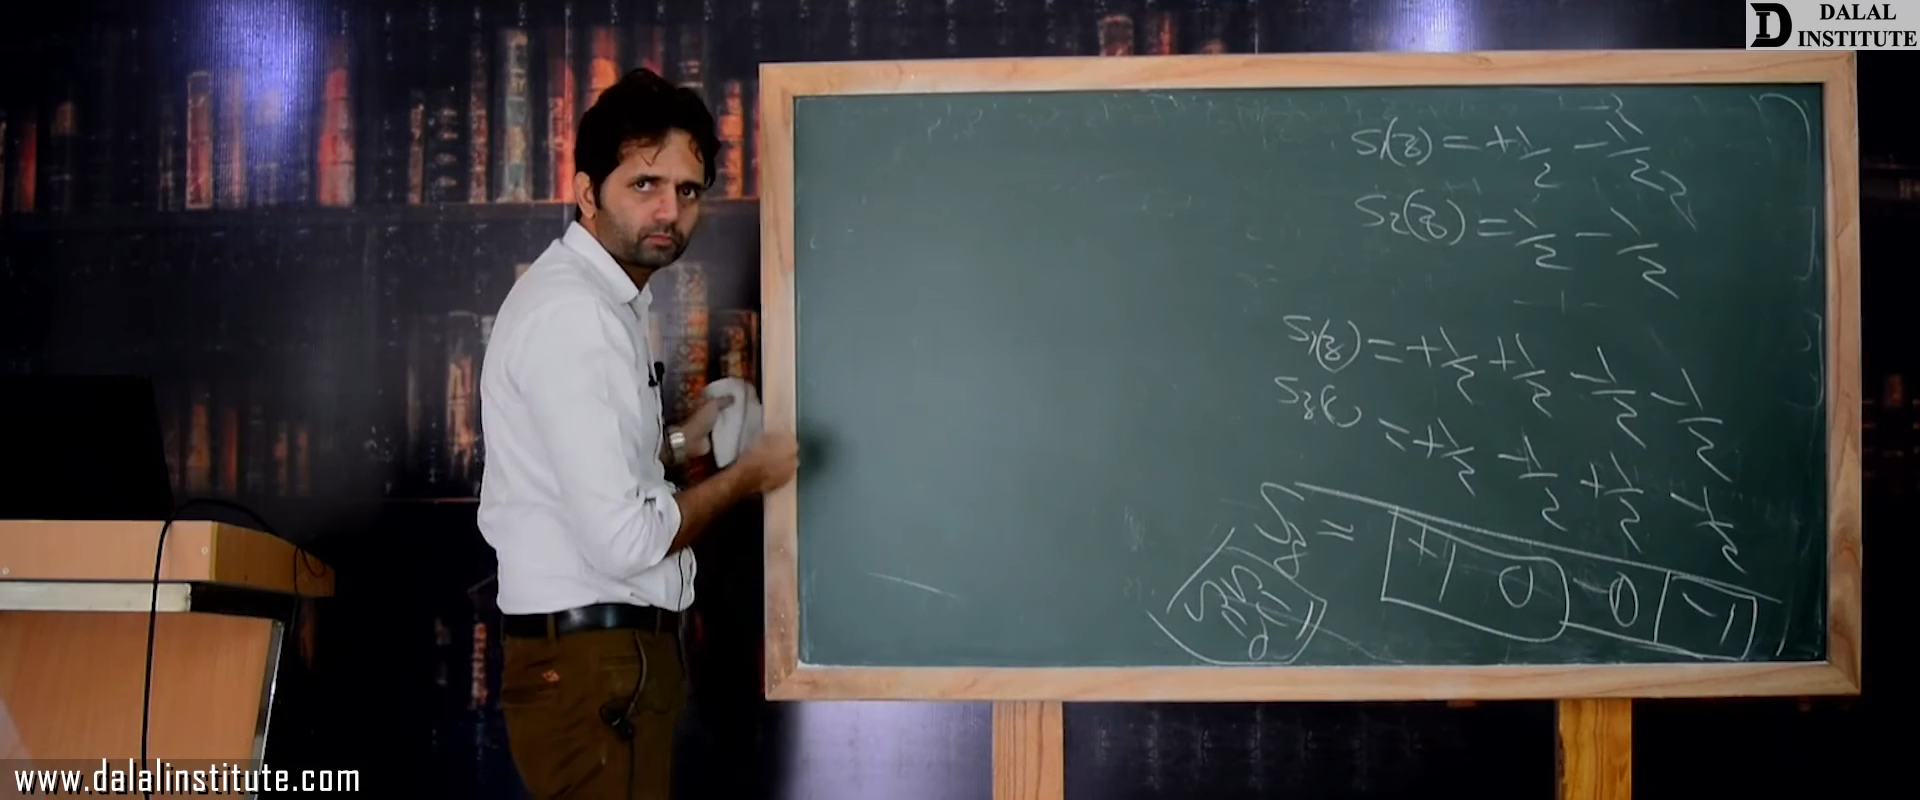 DALAL
INSTITUTE
S₁(z) = +1/2 - 1/2
S₂(z) = 1/2 - 1/2
S₁(z) = +1/2 +1/2 -1/2 -1/2
= +1/2 -1/2 +1/2 -1/2
= +1 0 0 -1
www.dalalinstitute.com